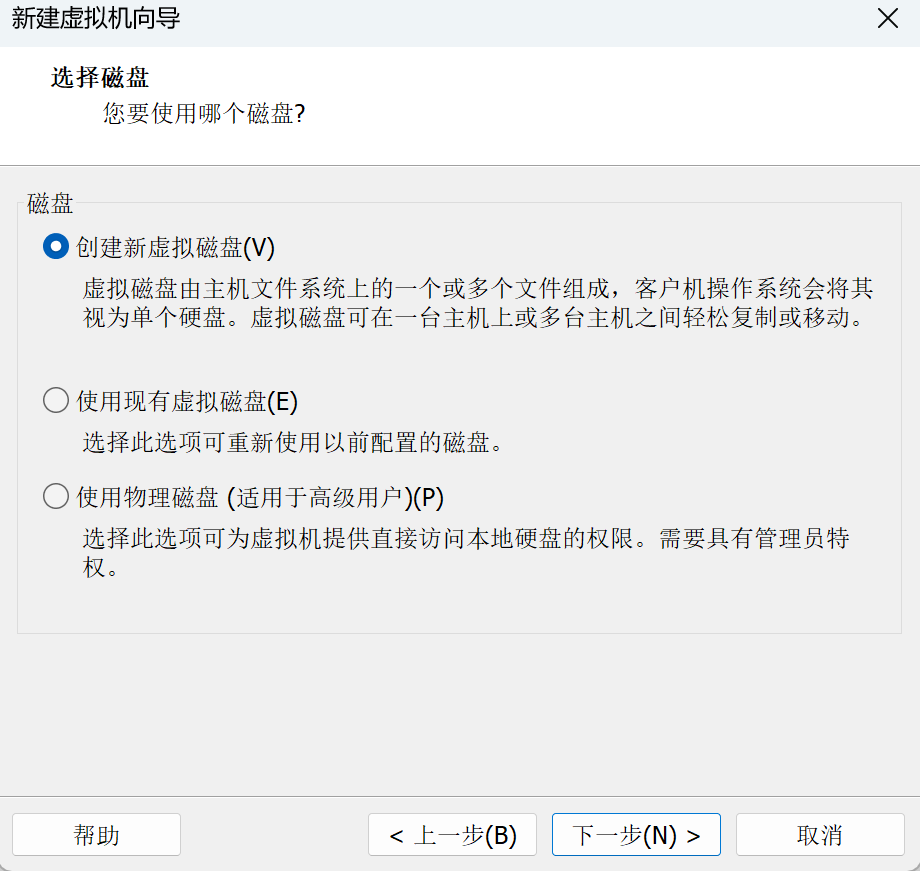 新建虚拟机向导
选择磁盘
您要使用哪个磁盘?
磁盘
创建新虚拟磁盘(V)
虚拟磁盘由主机文件系统上的一个或多个文件组成，客户机操作系统会将其
视为单个硬盘。虚拟磁盘可在一台主机上或多台主机之间轻松复制或移动。
使用现有虚拟磁盘(E)
选择此选项可重新使用以前配置的磁盘。
使用物理磁盘 (适用于高级用户)(P)
选择此选项可为虚拟机提供直接访问本地硬盘的权限。需要具有管理员特
权。
帮助
< 上一步(B)
下一步(N) >
取消